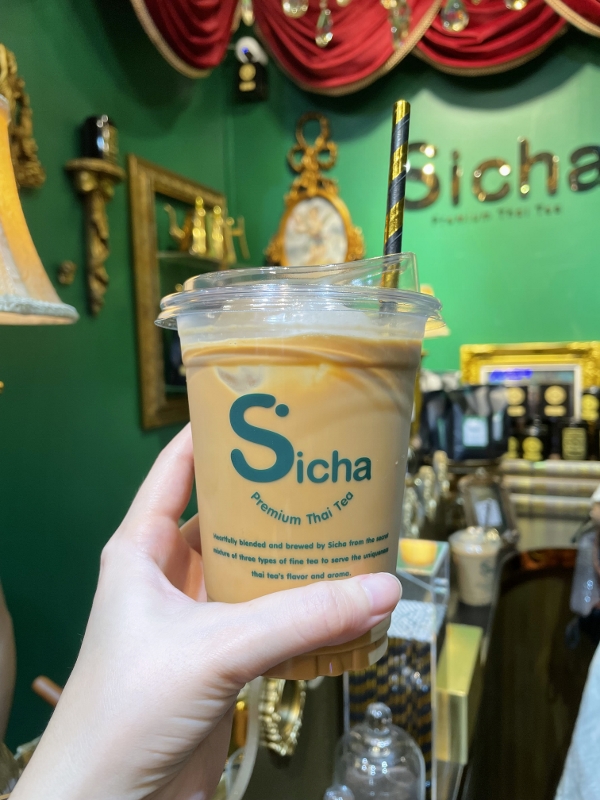 Sicha
Premium Thai Tea
Sicha
Premium Thai Tea
Heartfully blended and brewed by Sicha from the secret
mixture of three types of fine tea to serve the uniqueness
thai tea's flavor and aroma.